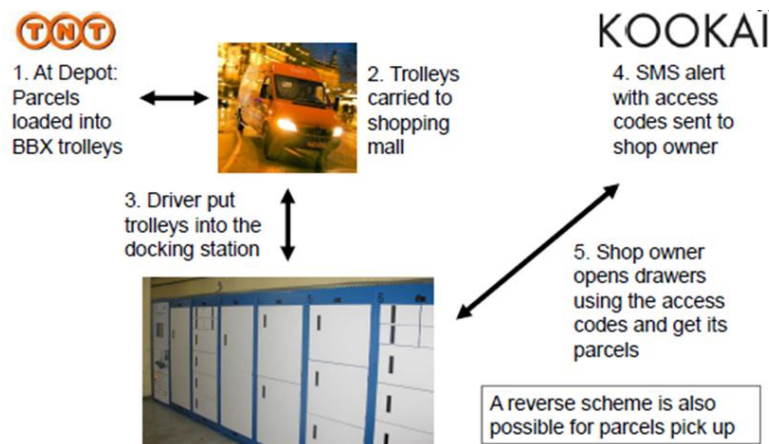 TNT
KOOKAI
1. At Depot:
Parcels
loaded into
BBX trolleys
2. Trolleys
carried to
shopping
mall
4. SMS alert
with access
codes sent to
shop owner
3. Driver put
trolleys into the
docking station
5. Shop owner
opens drawers
using the access
codes and get its
parcels
A reverse scheme is also
possible for parcels pick up